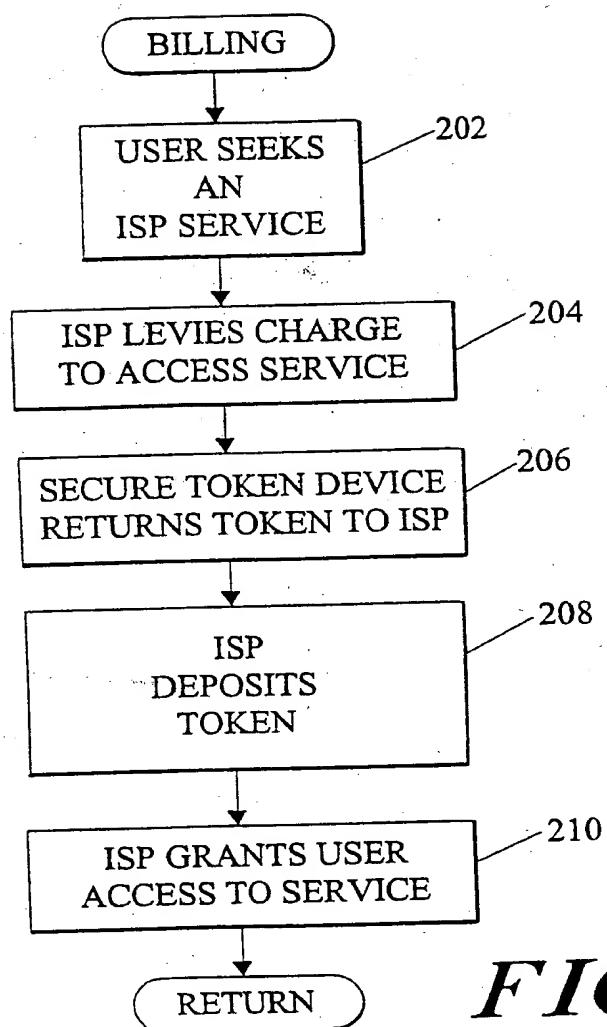 BILLING
202
USER SEEKS
AN
ISP SERVICE
204
ISP LEVIES CHARGE
TO ACCESS SERVICE
206
SECURE TOKEN DEVICE
RETURNS TOKEN TO ISP
208
ISP
DEPOSITS
TOKEN
210
ISP GRANTS USER
ACCESS TO SERVICE
RETURN